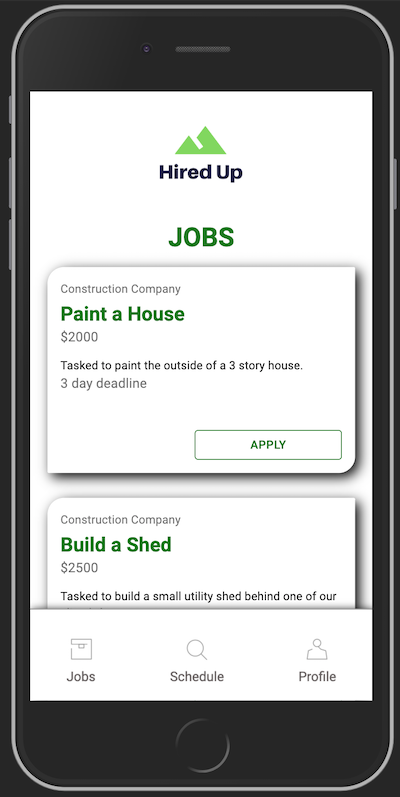 Hired Up
JOBS
Construction Company
Paint a House
$2000
Tasked to paint the outside of a 3 story house.
3 day deadline
APPLY
Construction Company
Build a Shed
$2500
Tasked to build a small utility shed behind one of our
Jobs
Schedule
Profile